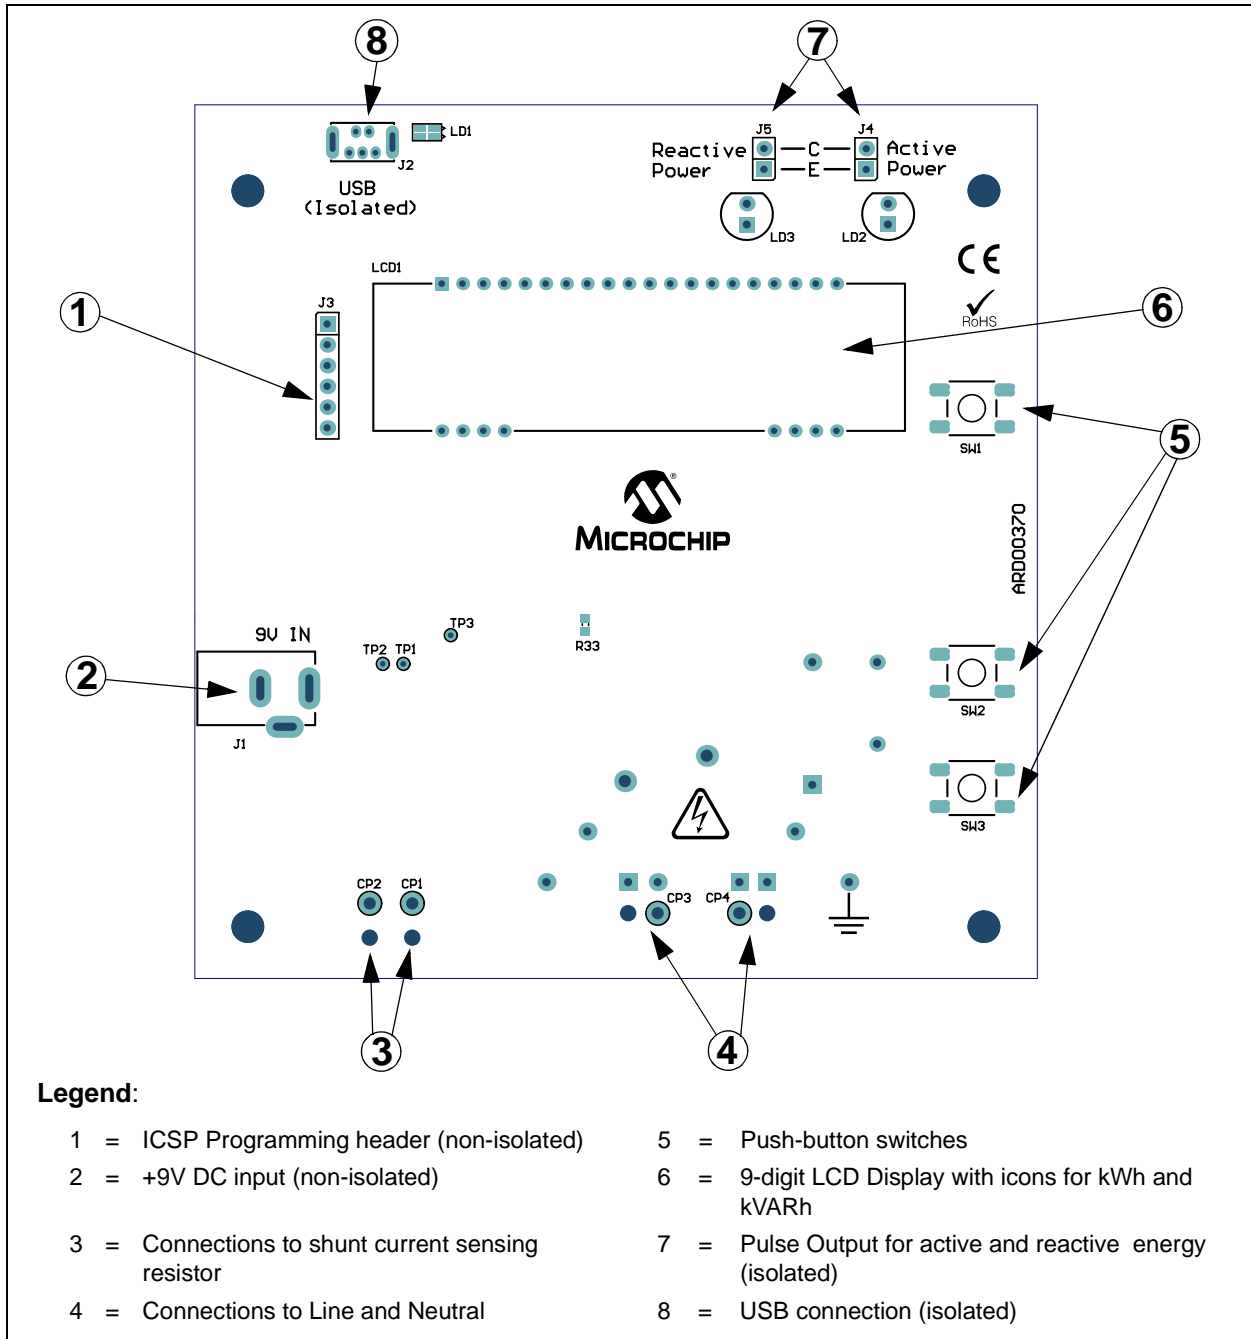 8
7
LD1
J2
USB
(Isolated)
J5
J4
Reactive
Power
C
E
Active
Power
LD3
LD2
CE
RoHS
LCD1
J3
1
6
SW1
5
MICROCHIP
®
ARD00370
9V IN
TP3
TP2
TP1
R33
2
J1
SW2
SW3
CP2
CP1
CP3
CP4
3
4
Legend:
1 = ICSP Programming header (non-isolated)
2 = +9V DC input (non-isolated)
3 = Connections to shunt current sensing
resistor
4 = Connections to Line and Neutral
5 = Push-button switches
6 = 9-digit LCD Display with icons for kWh and
kVARh
7 = Pulse Output for active and reactive energy
(isolated)
8 = USB connection (isolated)